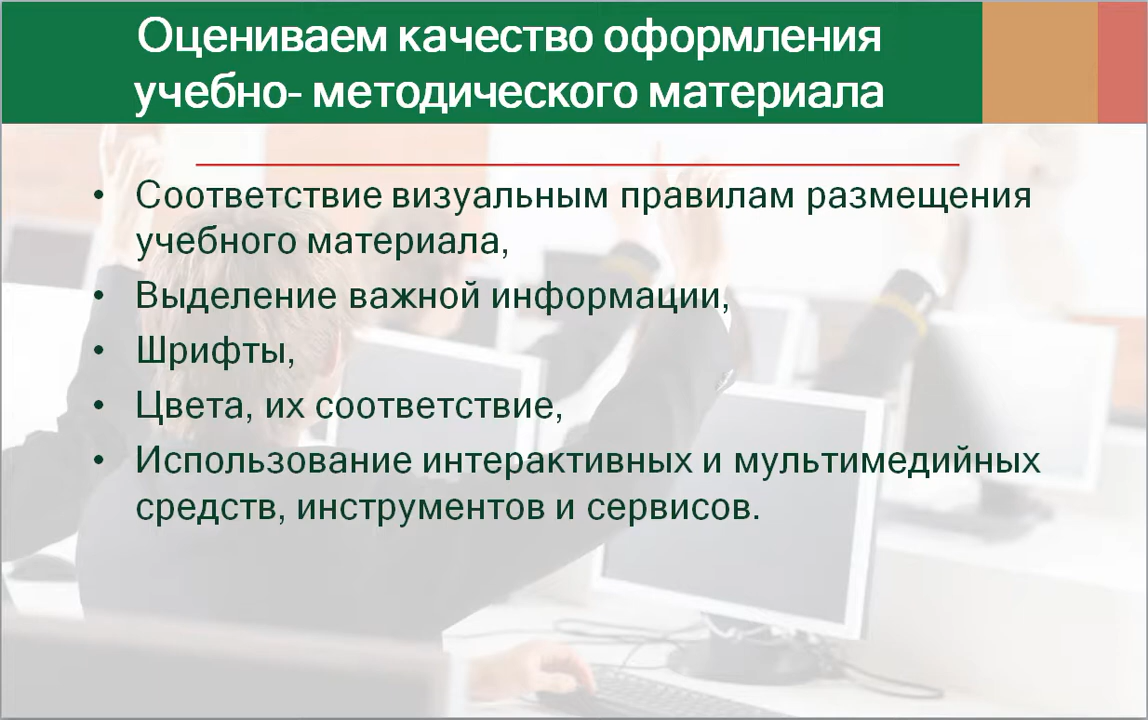 Оцениваем качество оформления
учебно- методического материала
• Соответствие визуальным правилам размещения
учебного материала,
• Выделение важной информации,
• Шрифты,
• Цвета, их соответствие,
• Использование интерактивных и мультимедийных
средств, инструментов и сервисов.